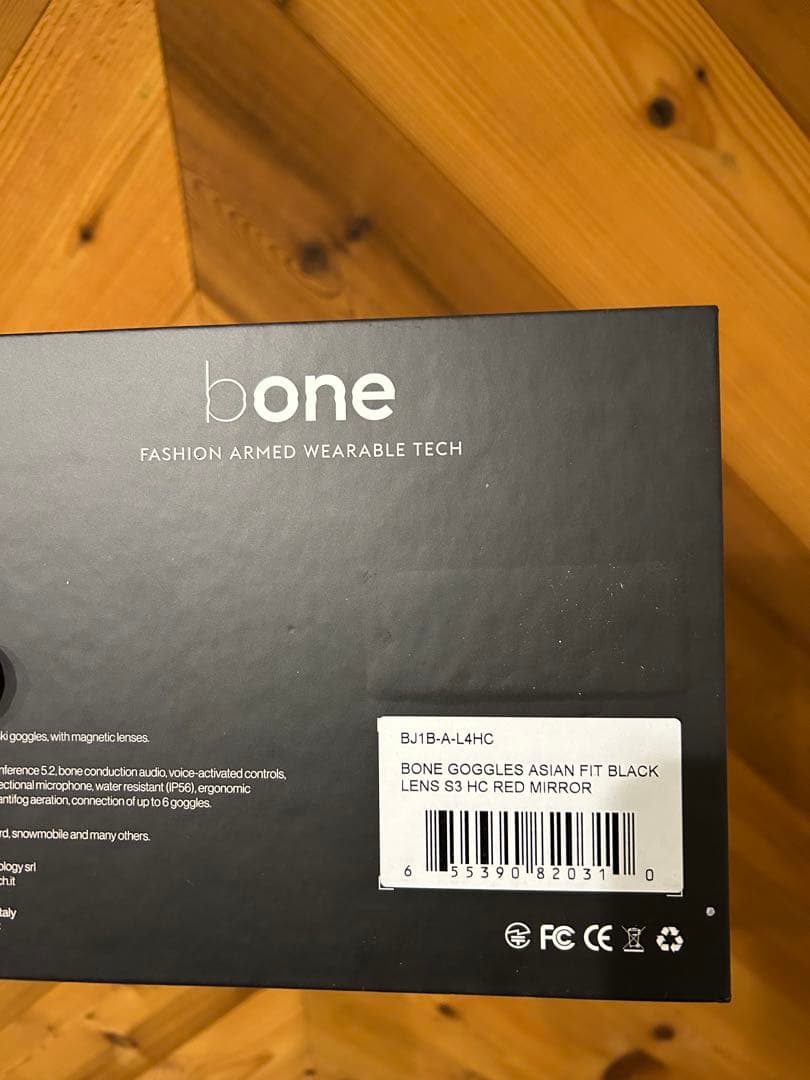 bone
FASHION ARMED WEARABLE TECH
ki goggles, with magnetic lenses.
nference 5.2, bone conduction audio, voice-activated controls,
ectional microphone, water resistant (IP56), ergonomic
antifog aeration, connection of up to 6 goggles.
rd, snowmobile and many others.
ology srl
ch.it
taly
BJ1B-A-L4HC
BONE GOGGLES ASIAN FIT BLACK
LENS S3 HC RED MIRROR
6 55390 82031 0
FC CE